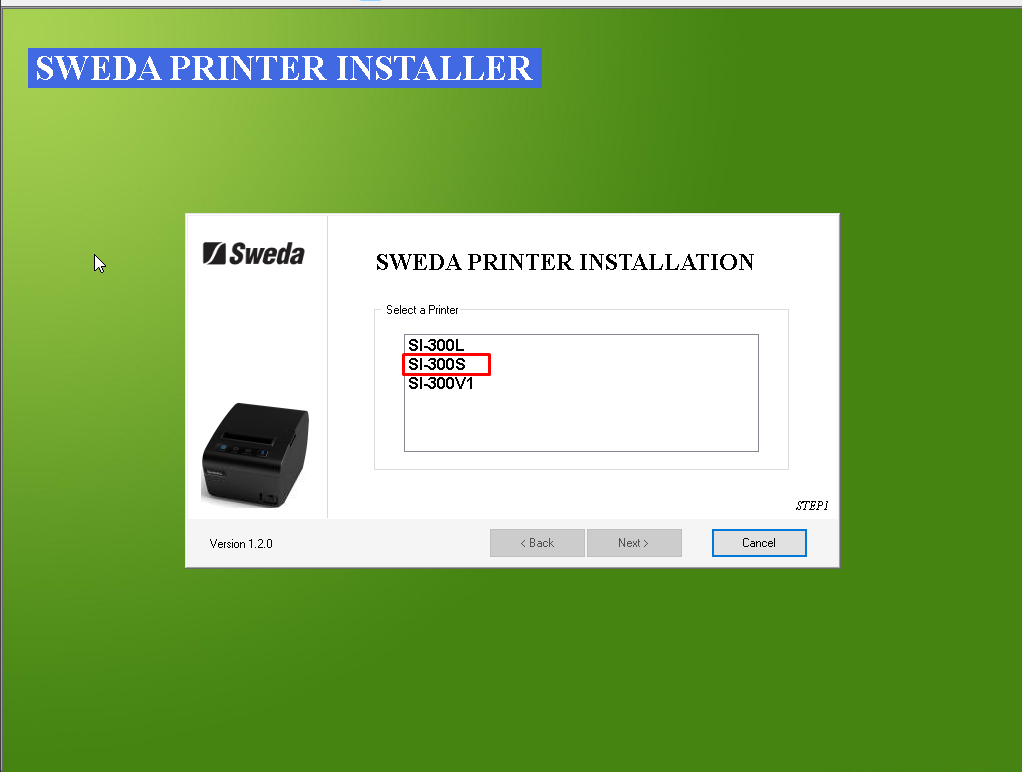 SWEDA PRINTER INSTALLER
Sweda
SWEDA PRINTER INSTALLATION
Select a Printer
SI-300L
SI-300S
SI-300V1
STEP1
Version 1.2.0
< Back
Next >
Cancel